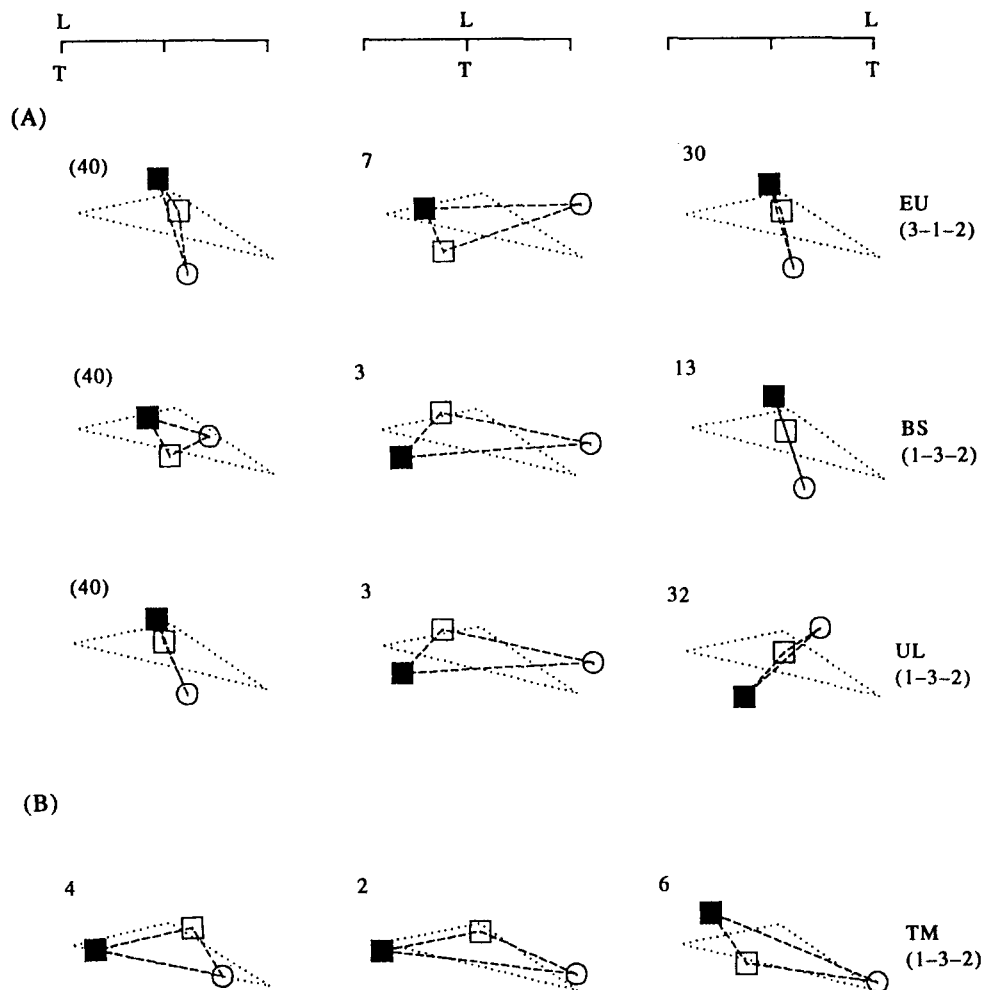 L L L
T T T
(A)
(40) 7 30
EU
(3-1-2)
(40) 3 13
BS
(1-3-2)
(40) 3 32
UL
(1-3-2)
(B)
4 2 6
TM
(1-3-2)